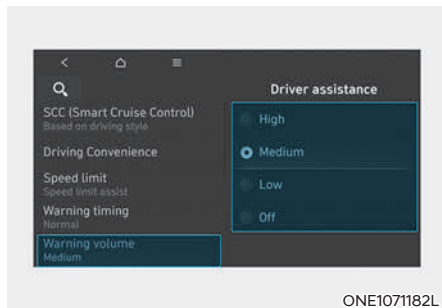 Driver assistance
SCC (Smart Cruise Control)
Based on driving style
Driving Convenience
Speed limit
Speed limit assist
Warning timing
Normal
Warning volume
Medium
High
Medium
Low
Off
ONE1071182L